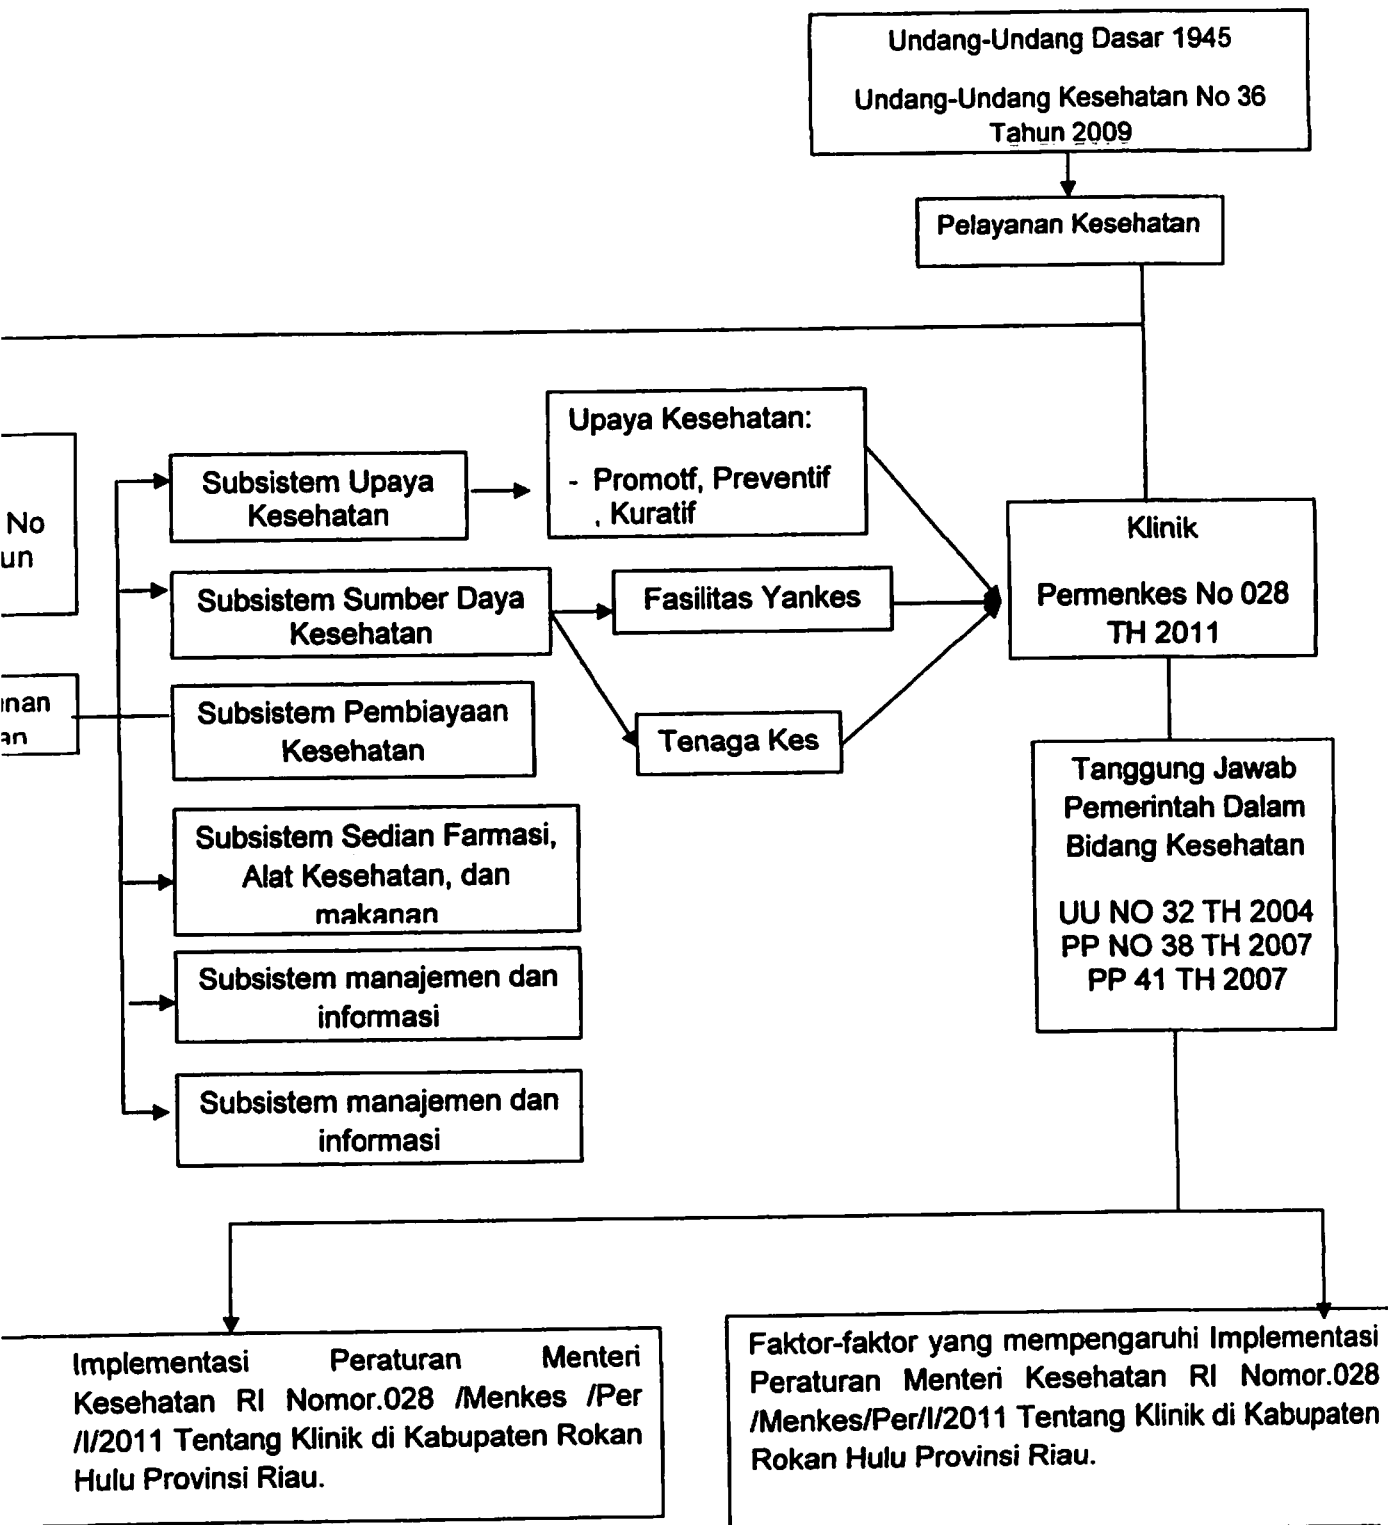 Undang-Undang Dasar 1945
Undang-Undang Kesehatan No 36
Tahun 2009
Pelayanan Kesehatan
No
un
nan
an
Subsistem Upaya
Kesehatan
Upaya Kesehatan:
- Promotf, Preventif
, Kuratif
Subsistem Sumber Daya
Kesehatan
Fasilitas Yankes
Tenaga Kes
Klinik
Permenkes No 028
TH 2011
Subsistem Pembiayaan
Kesehatan
Subsistem Sedian Farmasi,
Alat Kesehatan, dan
makanan
Subsistem manajemen dan
informasi
Subsistem manajemen dan
informasi
Tanggung Jawab
Pemerintah Dalam
Bidang Kesehatan
UU NO 32 TH 2004
PP NO 38 TH 2007
PP 41 TH 2007
Implementasi Peraturan Menteri
Kesehatan RI Nomor.028 /Menkes /Per
/I/2011 Tentang Klinik di Kabupaten Rokan
Hulu Provinsi Riau.
Faktor-faktor yang mempengaruhi Implementasi
Peraturan Menteri Kesehatan RI Nomor.028
/Menkes/Per/I/2011 Tentang Klinik di Kabupaten
Rokan Hulu Provinsi Riau.